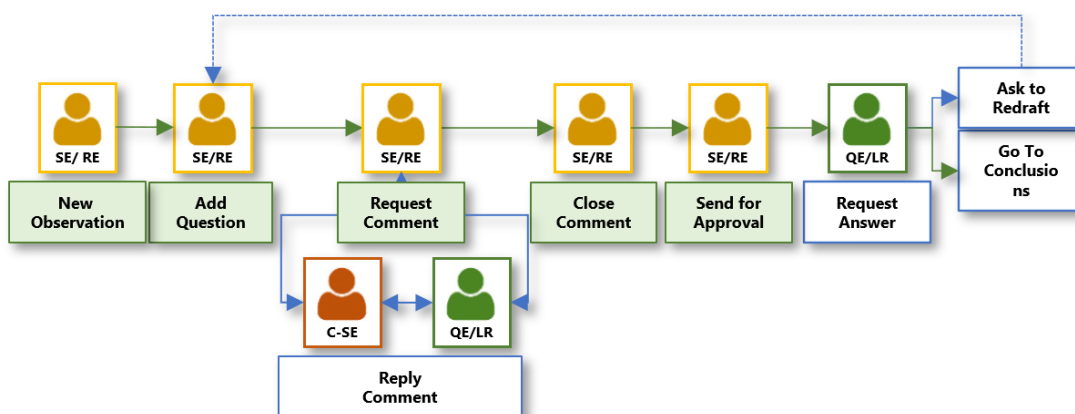 SE/ RE
SE/RE
SE/RE
SE/RE
SE/RE
QE/LR
Ask to
Redraft
Go To
Conclusio
ns
New
Observation
Add
Question
Request
Comment
Close
Comment
Send for
Approval
Request
Answer
C-SE
QE/LR
Reply
Comment